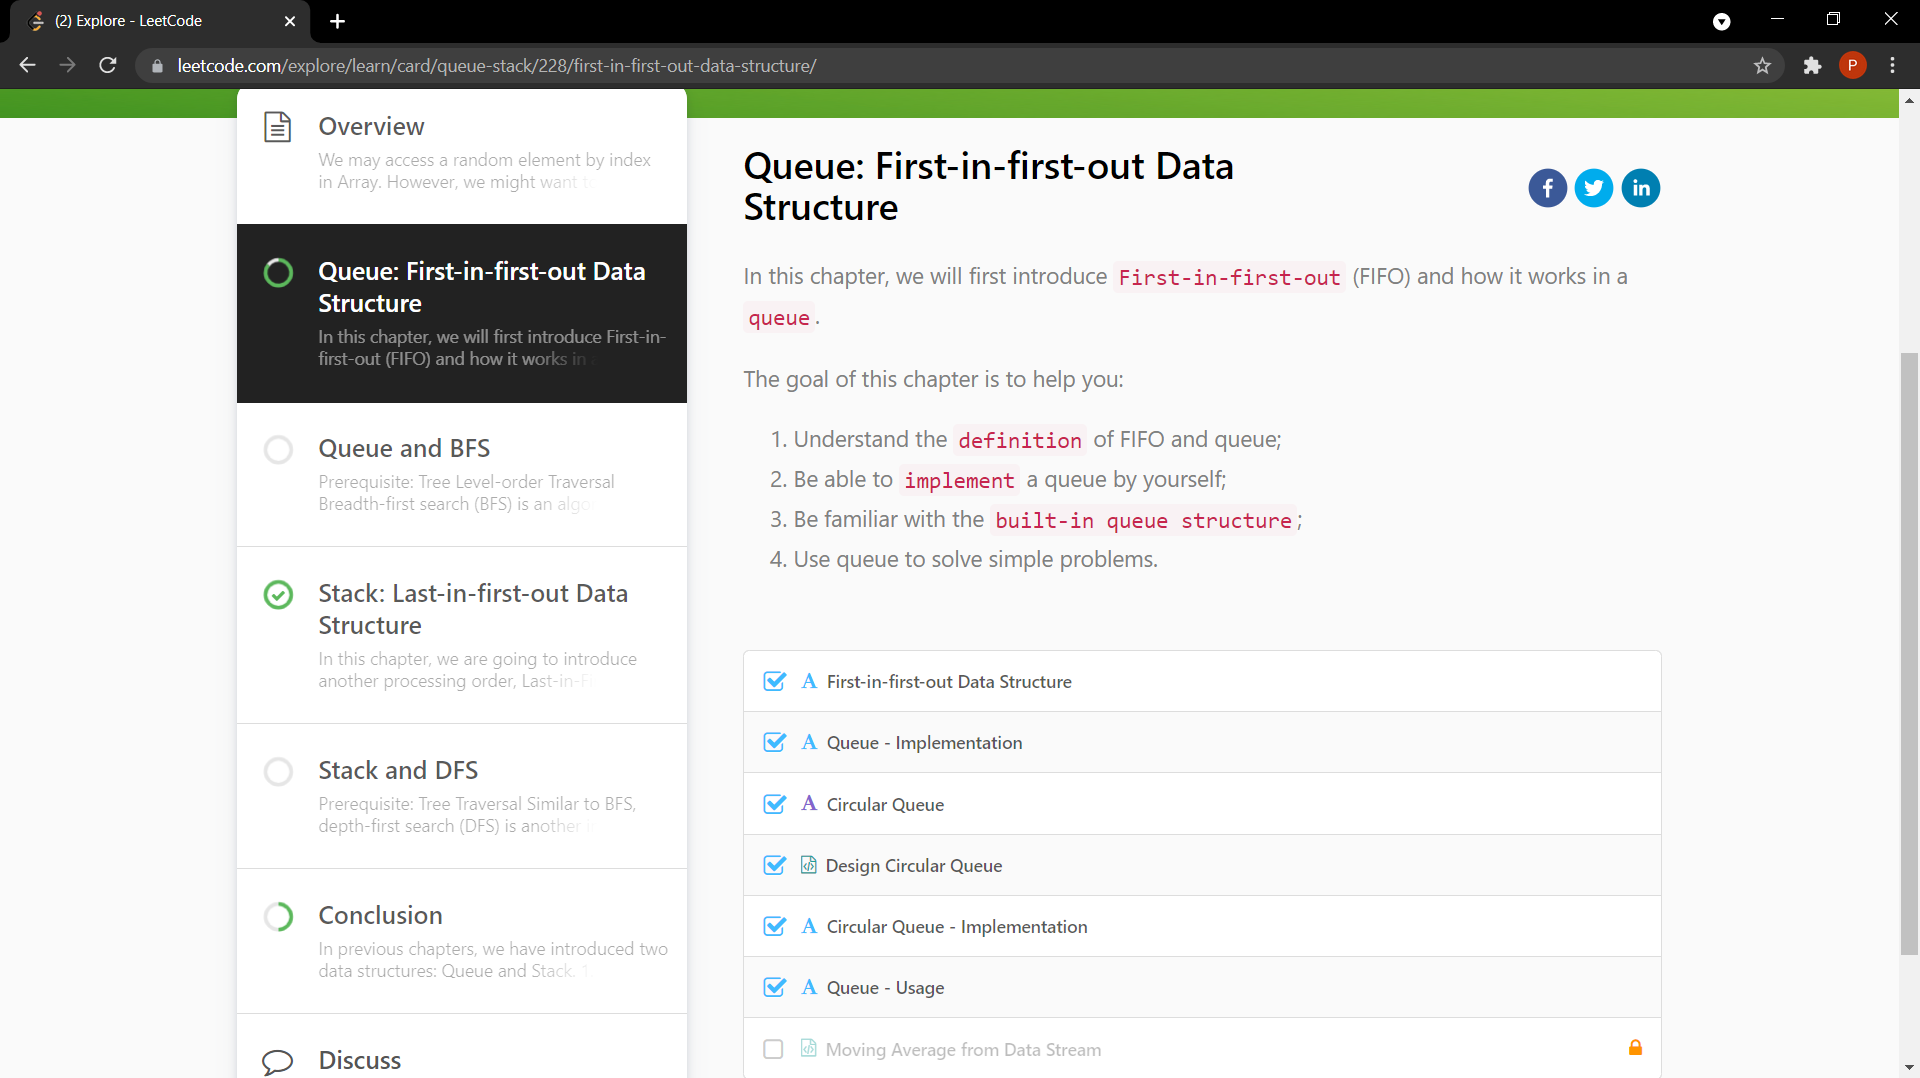 (2) Explore - LeetCode
leetcode.com/explore/learn/card/queue-stack/228/first-in-first-out-data-structure/
P
Overview
We may access a random element by index
in Array. However, we might want t
Queue: First-in-first-out Data
Structure
In this chapter, we will first introduce First-in-
first-out (FIFO) and how it works in a
Queue and BFS
Prerequisite: Tree Level-order Traversal
Breadth-first search (BFS) is an algo
Stack: Last-in-first-out Data
Structure
In this chapter, we are going to introduce
another processing order, Last-in-F
Stack and DFS
Prerequisite: Tree Traversal Similar to BFS,
depth-first search (DFS) is another
Conclusion
In previous chapters, we have introduced two
data structures: Queue and Stack. 1
Discuss
Queue: First-in-first-out Data
Structure
f
in
In this chapter, we will first introduce First-in-first-out (FIFO) and how it works in a
queue.
The goal of this chapter is to help you:
1. Understand the definition of FIFO and queue;
2. Be able to implement a queue by yourself;
3. Be familiar with the built-in queue structure;
4. Use queue to solve simple problems.
A First-in-first-out Data Structure
A Queue - Implementation
A Circular Queue
Design Circular Queue
A Circular Queue - Implementation
A Queue - Usage
Moving Average from Data Stream